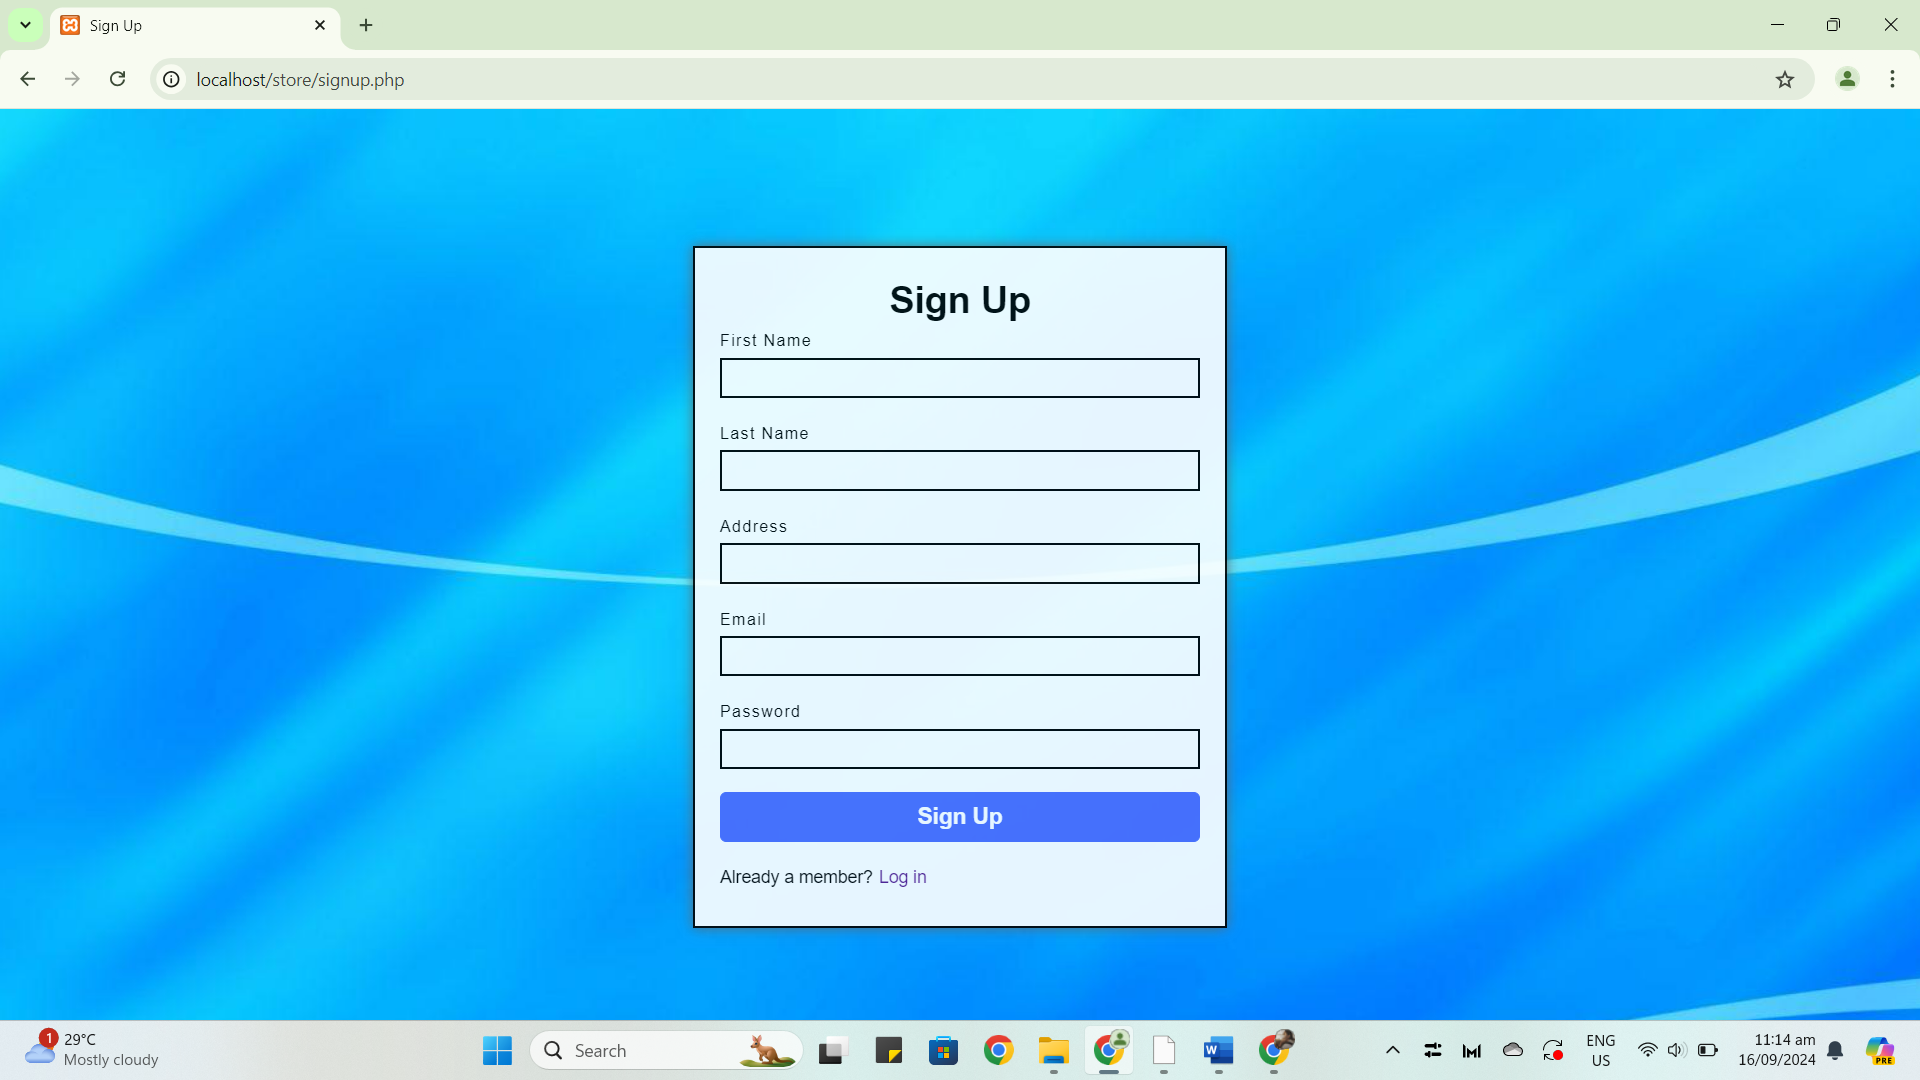 Sign Up
localhost/store/signup.php
Sign Up
First Name
Last Name
Address
Email
Password
Sign Up
Already a member? Log in
1
29°C
Mostly cloudy
Search
W
ENG
US
11:14 am
16/09/2024
PRE